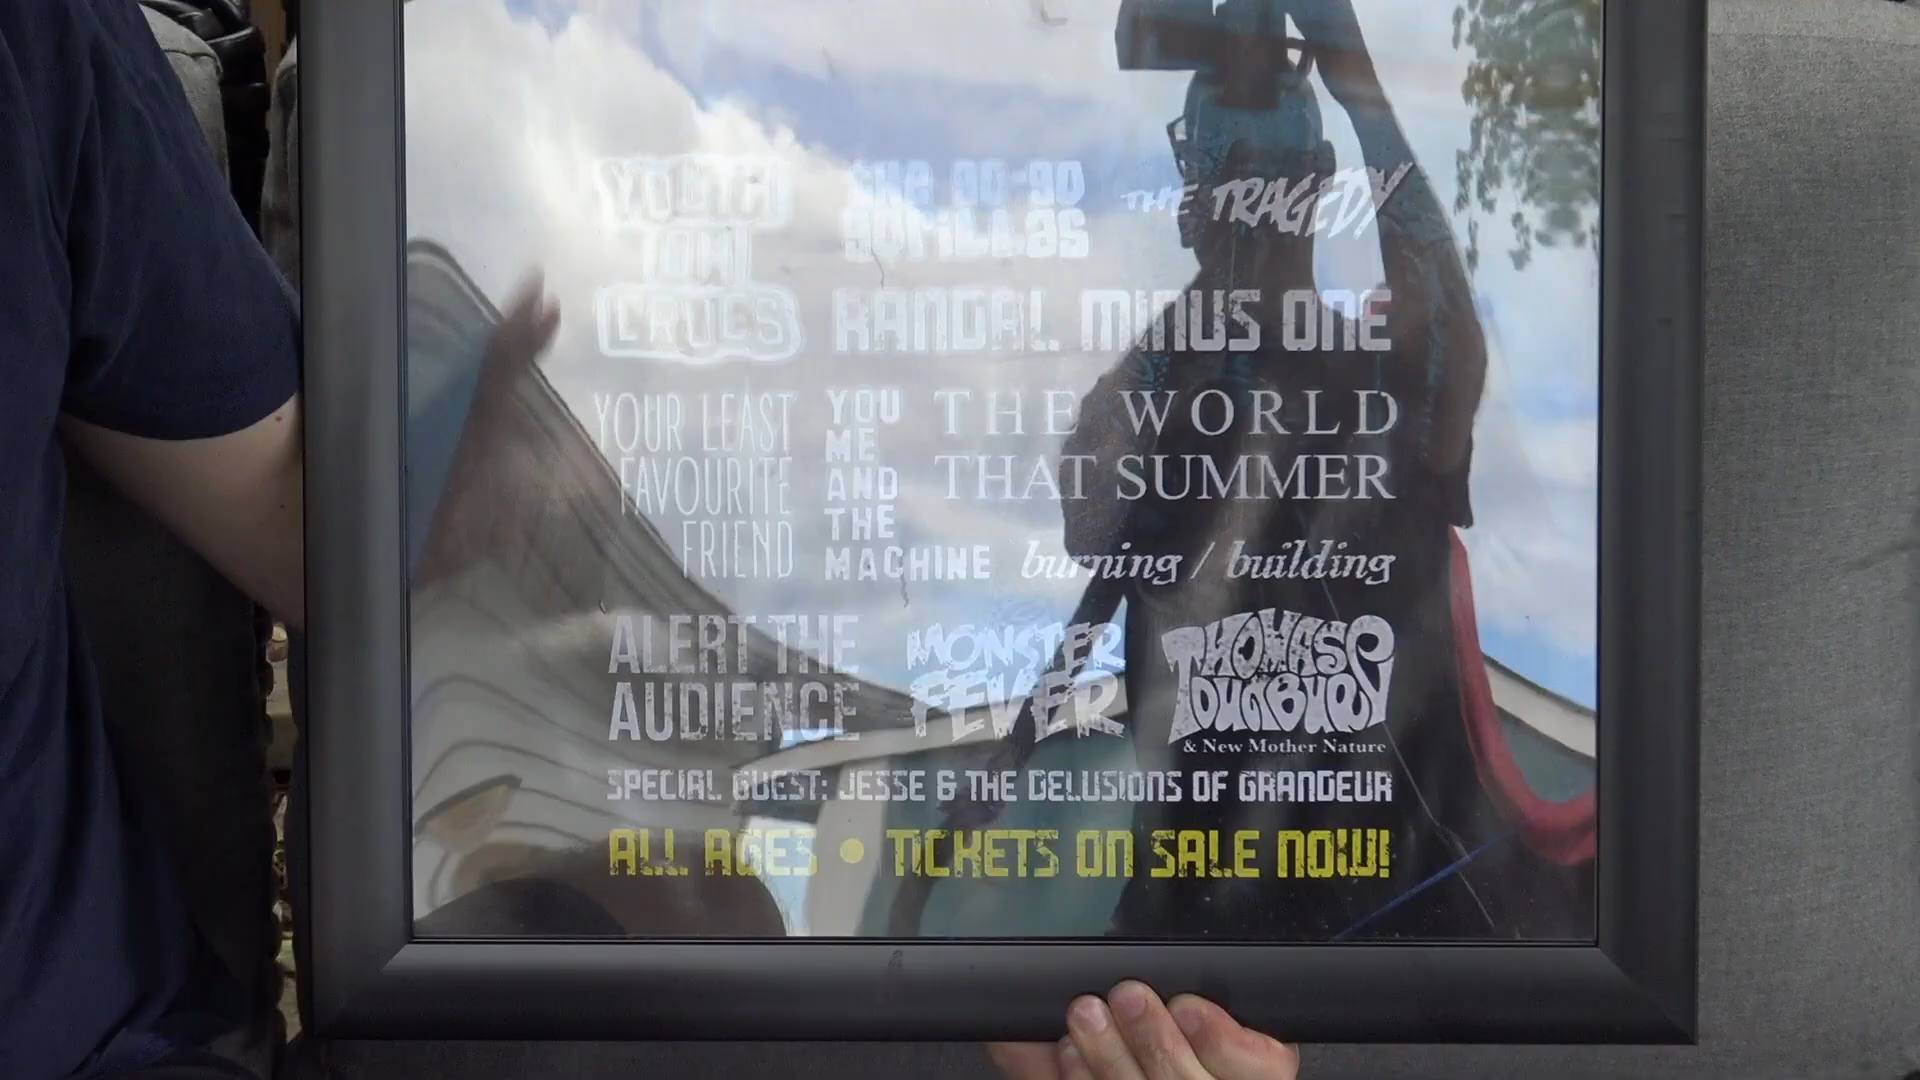 YOUTH
the go-go
gorillas
THE TRAGEDY
RANDAL MINUS ONE
YOUR LEAST
FAVOURITE
FRIEND
YOU
ME
AND
THE
MACHINE
THE WORLD
THAT SUMMER
burning / building
ALERT THE
AUDIENCE
MONSTER
FEVER
THOMAS
& New Mother Nature
SPECIAL GUEST: JESSE & THE DELUSIONS OF GRANDEUR
ALL AGES • TICKETS ON SALE NOW!